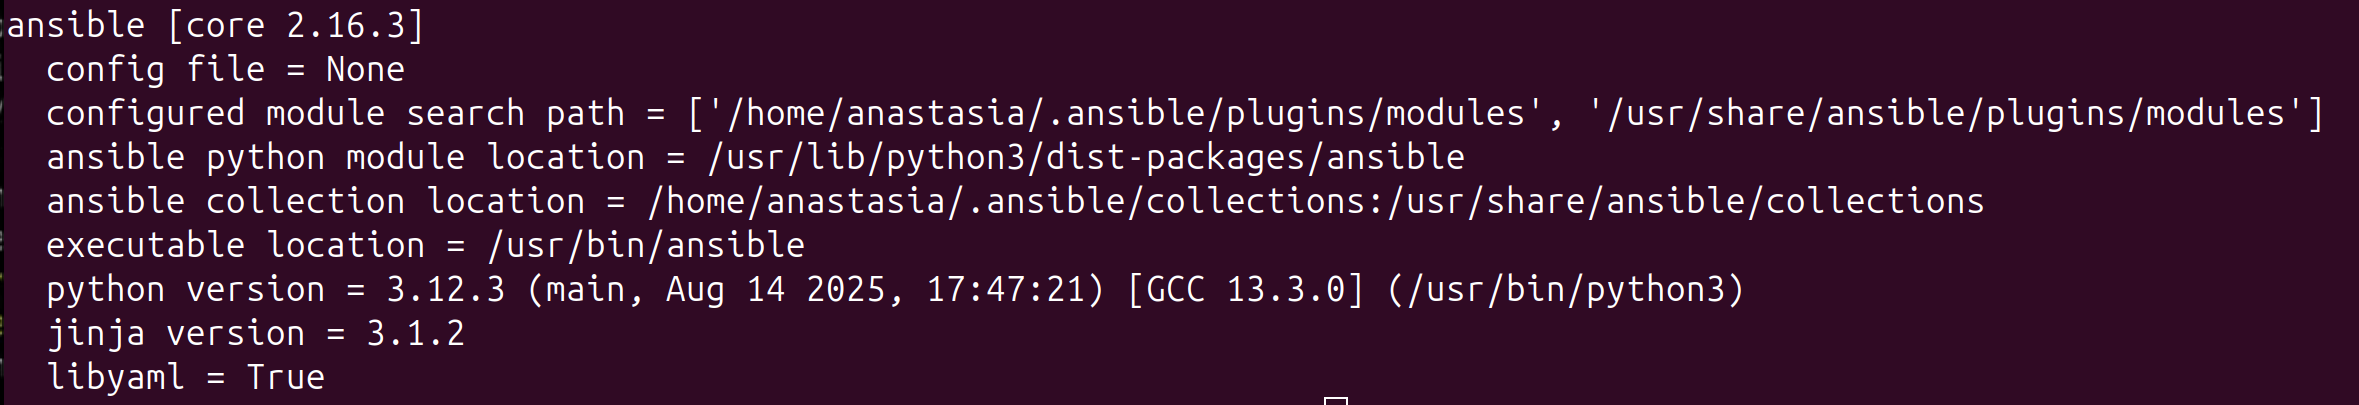 ansible [core 2.16.3]
  config file = None
  configured module search path = ['/home/anastasia/.ansible/plugins/modules', '/usr/share/ansible/plugins/modules']
  ansible python module location = /usr/lib/python3/dist-packages/ansible
  ansible collection location = /home/anastasia/.ansible/collections:/usr/share/ansible/collections
  executable location = /usr/bin/ansible
  python version = 3.12.3 (main, Aug 14 2025, 17:47:21) [GCC 13.3.0] (/usr/bin/python3)
  jinja version = 3.1.2
  libyaml = True